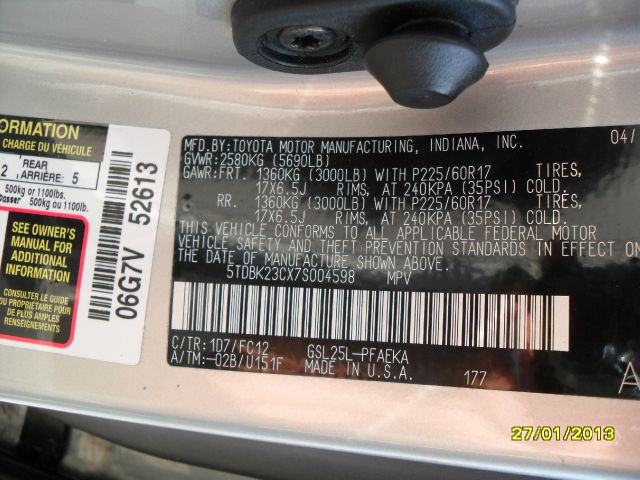 ORMATION
CHARGE DU VÉHICULE
2 REAR ARRIÈRE: 5
500kg or 1100lbs.
passer 500kg ou 1100lb.
SEE OWNER'S
MANUAL FOR
ADDITIONAL
INFORMATION
CONSULTER LE GUIDE
DU PROPRIÉTAIRE POUR
DE PLUS AMPLES
RENSEIGNEMENTS
06G7V 52613
MFD.BY:TOYOTA MOTOR MANUFACTURING, INDIANA, INC. 04/
GVWR:2580KG (5690LB)
GAWR:FRT. 1360KG (3000LB) WITH P225/60R17 TIRES,
17X6.5J RIMS, AT 240KPA (35PSI) COLD.
RR. 1360KG (3000LB) WITH P225/60R17 TIRES,
17X6.5J RIMS, AT 240KPA (35PSI) COLD.
THIS VEHICLE CONFORMS TO ALL APPLICABLE FEDERAL MOTOR
VEHICLE SAFETY AND THEFT PREVENTION STANDARDS IN EFFECT ON
THE DATE OF MANUFACTURE SHOWN ABOVE.
5TDBK23CX7S004598 MPV
C/TR:1D7/FC12 GSL25L-PFAEKA
A/TM:-02B/U151F MADE IN U.S.A. 177
A
27/01/2013